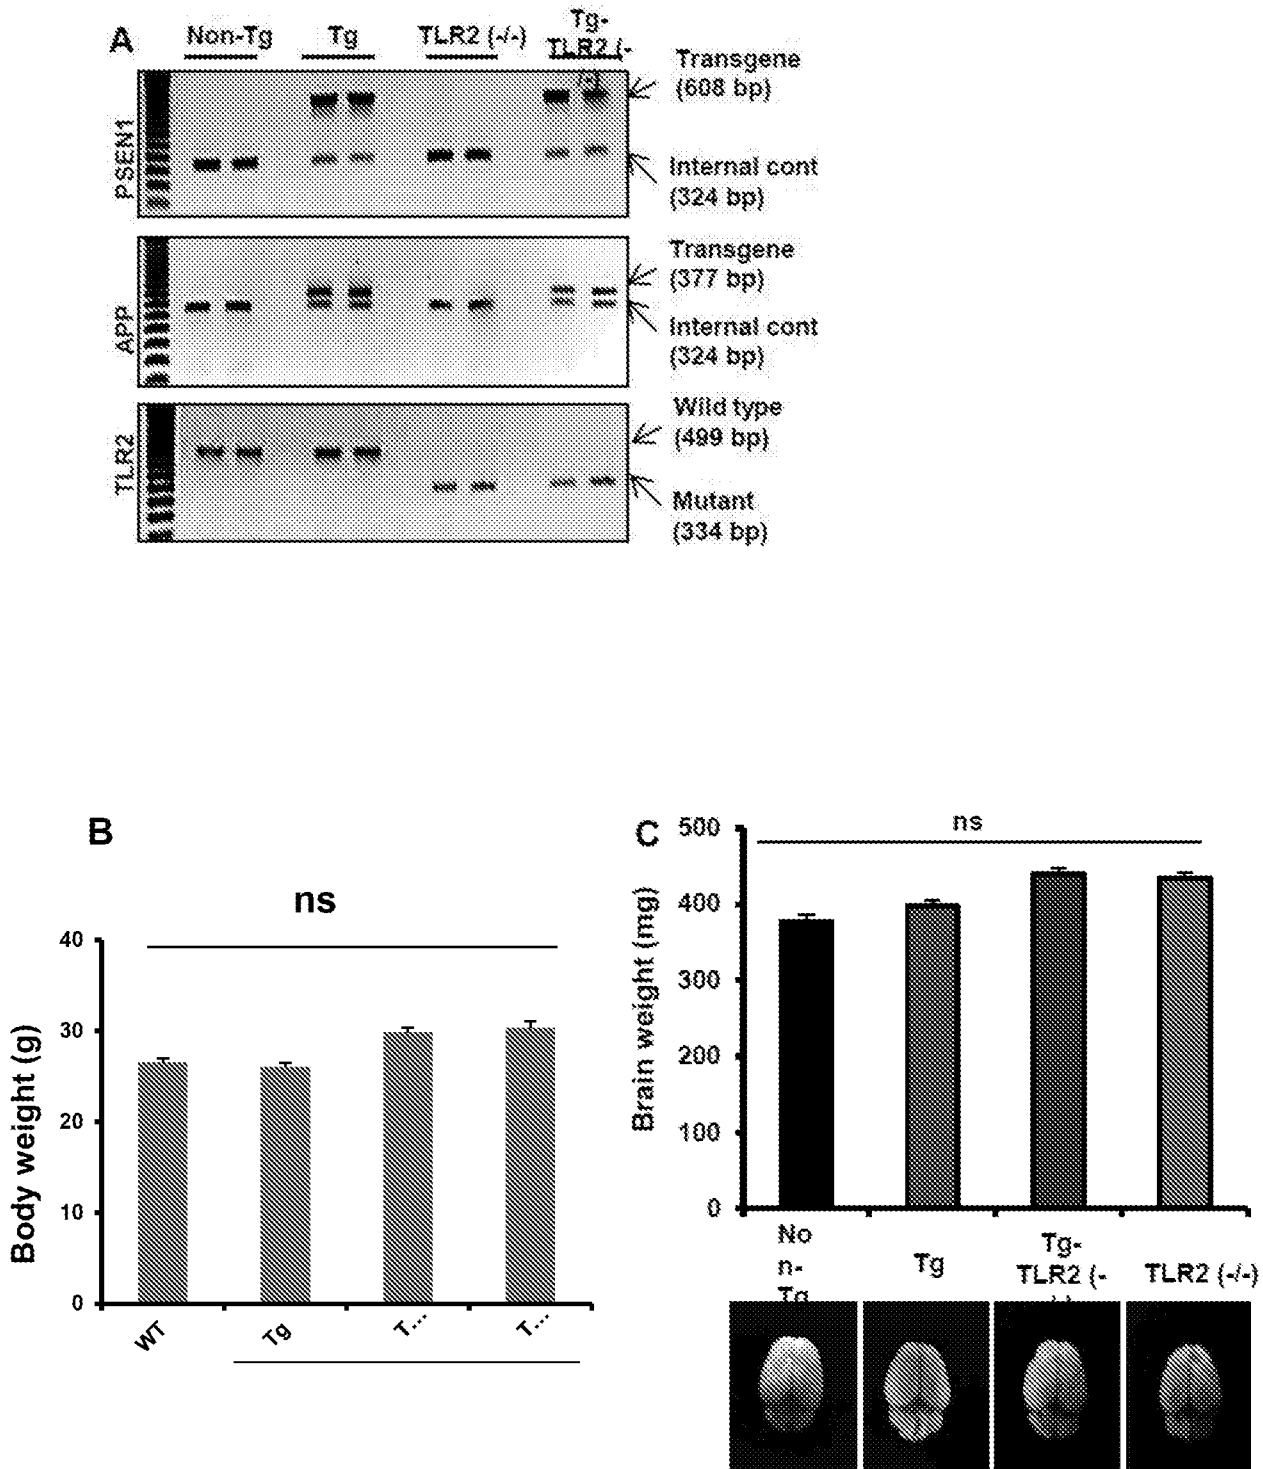 A
Non-Tg
Tg
TLR2 (-/-)
Tg-
TLR2 (-
/-)
PSEN1
Transgene
(608 bp)
Internal cont
(324 bp)
APP
Transgene
(377 bp)
Internal cont
(324 bp)
TLR2
Wild type
(499 bp)
Mutant
(334 bp)
B
ns
Body weight (g)
40
30
20
10
0
WT
Tg
T...
T...
C
ns
Brain weight (mg)
500
400
300
200
100
0
No
n-
Tg
Tg
Tg-
TLR2 (-
TLR2 (-/-)